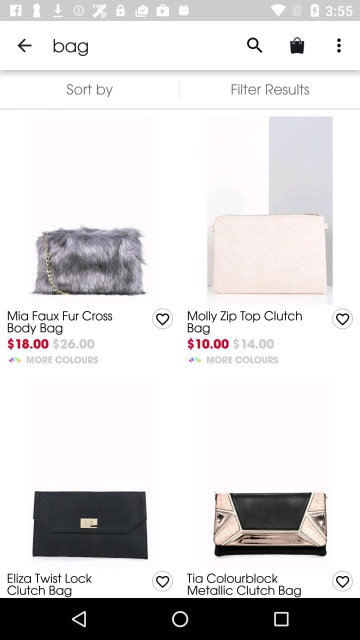 3:55
bag
Sort by
Filter Results
Mia Faux Fur Cross
Body Bag
$18.00 $26.00
MORE COLOURS
Molly Zip Top Clutch
Bag
$10.00 $14.00
MORE COLOURS
Eliza Twist Lock
Clutch Bag
Tia Colourblock
Metallic Clutch Bag